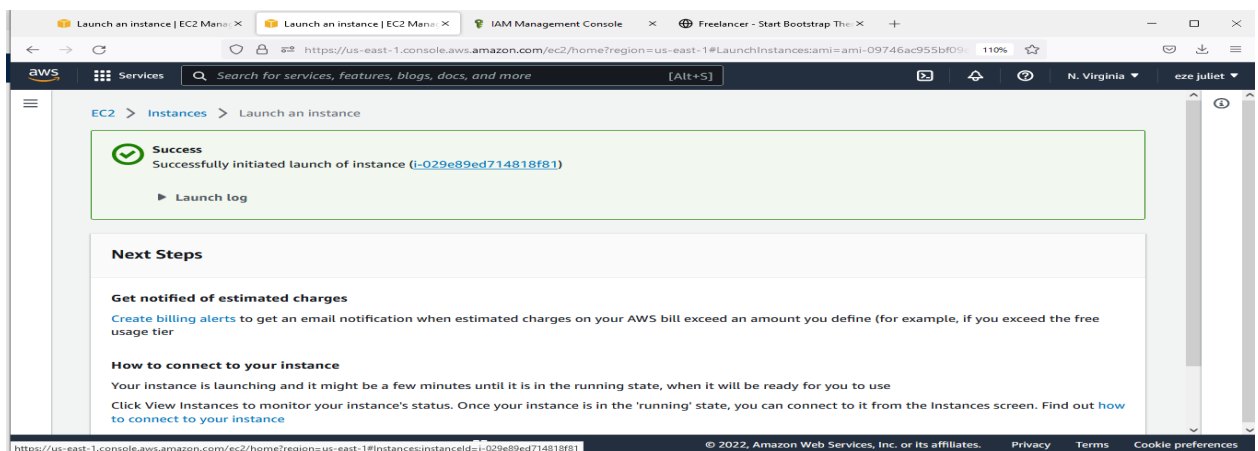 Launch an instance | EC2 Mana
Launch an instance | EC2 Mana
IAM Management Console
Freelancer - Start Bootstrap The
https://us-east-1.console.aws.amazon.com/ec2/home?region=us-east-1#LaunchInstances:ami=ami-09746ac955bf09
110%
aws
Services
Search for services, features, blogs, docs, and more
[Alt+S]
N. Virginia
eze juliet
EC2 > Instances > Launch an instance
Success
Successfully initiated launch of instance (i-029e89ed714818f81)
Launch log
Next Steps
Get notified of estimated charges
Create billing alerts to get an email notification when estimated charges on your AWS bill exceed an amount you define (for example, if you exceed the free
usage tier
How to connect to your instance
Your instance is launching and it might be a few minutes until it is in the running state, when it will be ready for you to use
Click View Instances to monitor your instance's status. Once your instance is in the 'running' state, you can connect to it from the Instances screen. Find out how
to connect to your instance
© 2022, Amazon Web Services, Inc. or its affiliates.
Privacy
Terms
Cookie preferences
https://us-east-1.console.aws.amazon.com/ec2/home?region=us-east-1#Instances:instanceId=i-029e89ed714818f81